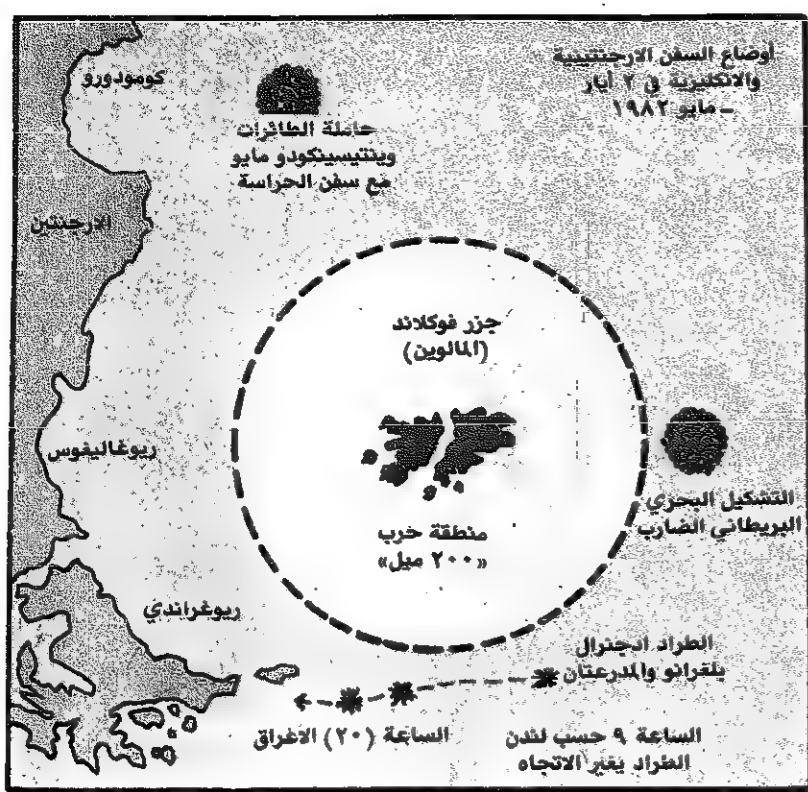 أوضاع السفن الارجنتينية
والانكليزية في ٢ أيار
ـ مايو ١٩٨٢
كومودورو
حاملة الطائرات
وينتيسينكودو مايو
مع سفن الحراسة
الارجنتين
جزر فوكلاند
(المالوين)
ريوغاليغوس
التشكيل البحري
البريطاني الضارب
منطقة حرب
«٢٠٠ ميل»
ريوغراندي
الطراد ادجنرال
بلقرانو والمدرعتان
الساعة (٢٠) الاغراق
الساعة ٩ حسب لندن
الطراد يغير الاتجاه